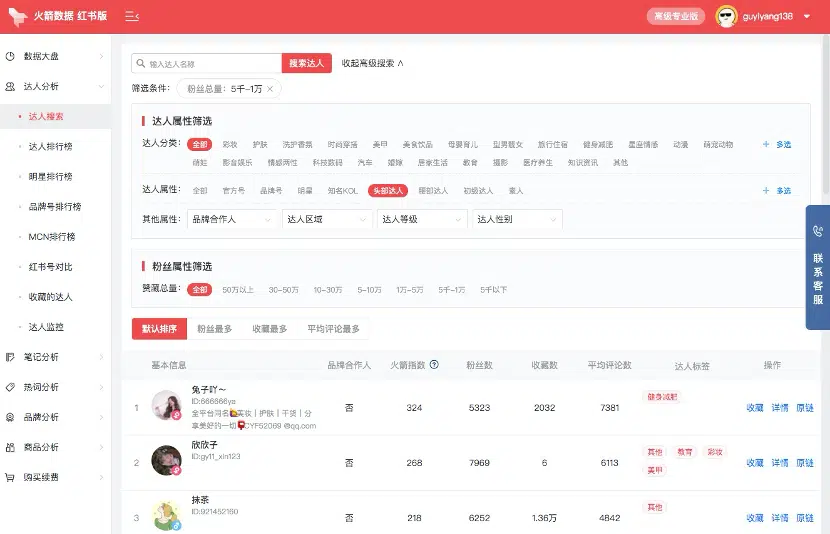 火箭数据 红书版
高级专业版
guyiyang138
数据大盘
达人分析
达人搜索
达人排行榜
明星排行榜
品牌号排行榜
MCN排行榜
红书号对比
收藏的达人
达人监控
笔记分析
热词分析
品牌分析
商品分析
购买续费
输入达人名称 搜索达人 收起高级搜索
筛选条件: 粉丝总量: 5千-1万 ×
达人属性筛选
达人分类: 全部 彩妆 护肤 洗护香氛 时尚穿搭 美甲 美食饮品 母婴育儿 型男靓女 旅行住宿 健身减肥 星座情感 动漫 萌宠动物 + 多选
萌娃 影音娱乐 情感两性 科技数码 汽车 婚嫁 居家生活 教育 摄影 医疗养生 知识资讯 其他
达人属性: 全部 官方号 品牌号 明星 知名KOL 头部达人 腰部达人 初级达人 素人 + 多选
其他属性: 品牌合作人 达人区域 达人等级 达人性别
粉丝属性筛选
赞藏总量: 全部 50万以上 30-50万 10-30万 5-10万 1万-5万 5千-1万 5千以下
默认排序 粉丝最多 收藏最多 平均评论最多
基本信息 品牌合作人 火箭指数 ? 粉丝数 收藏数 平均评论数 达人标签 操作
兔子吖～
ID:666666ya
1 否 324 5323 2032 7381 健身减肥 收藏 详情 原链
全平台同名 美妆 | 护肤 | 干货 | 分
享美好的一切 CYF52069 @qq.com
欣欣子
ID:gy11_xin123
2 否 268 7969 6 6113 其他 教育 彩妆 收藏 详情 原链
美甲
抹茶
ID:921452160
3 否 218 6252 1.36万 4842 其他 收藏 详情 原链
联系客服